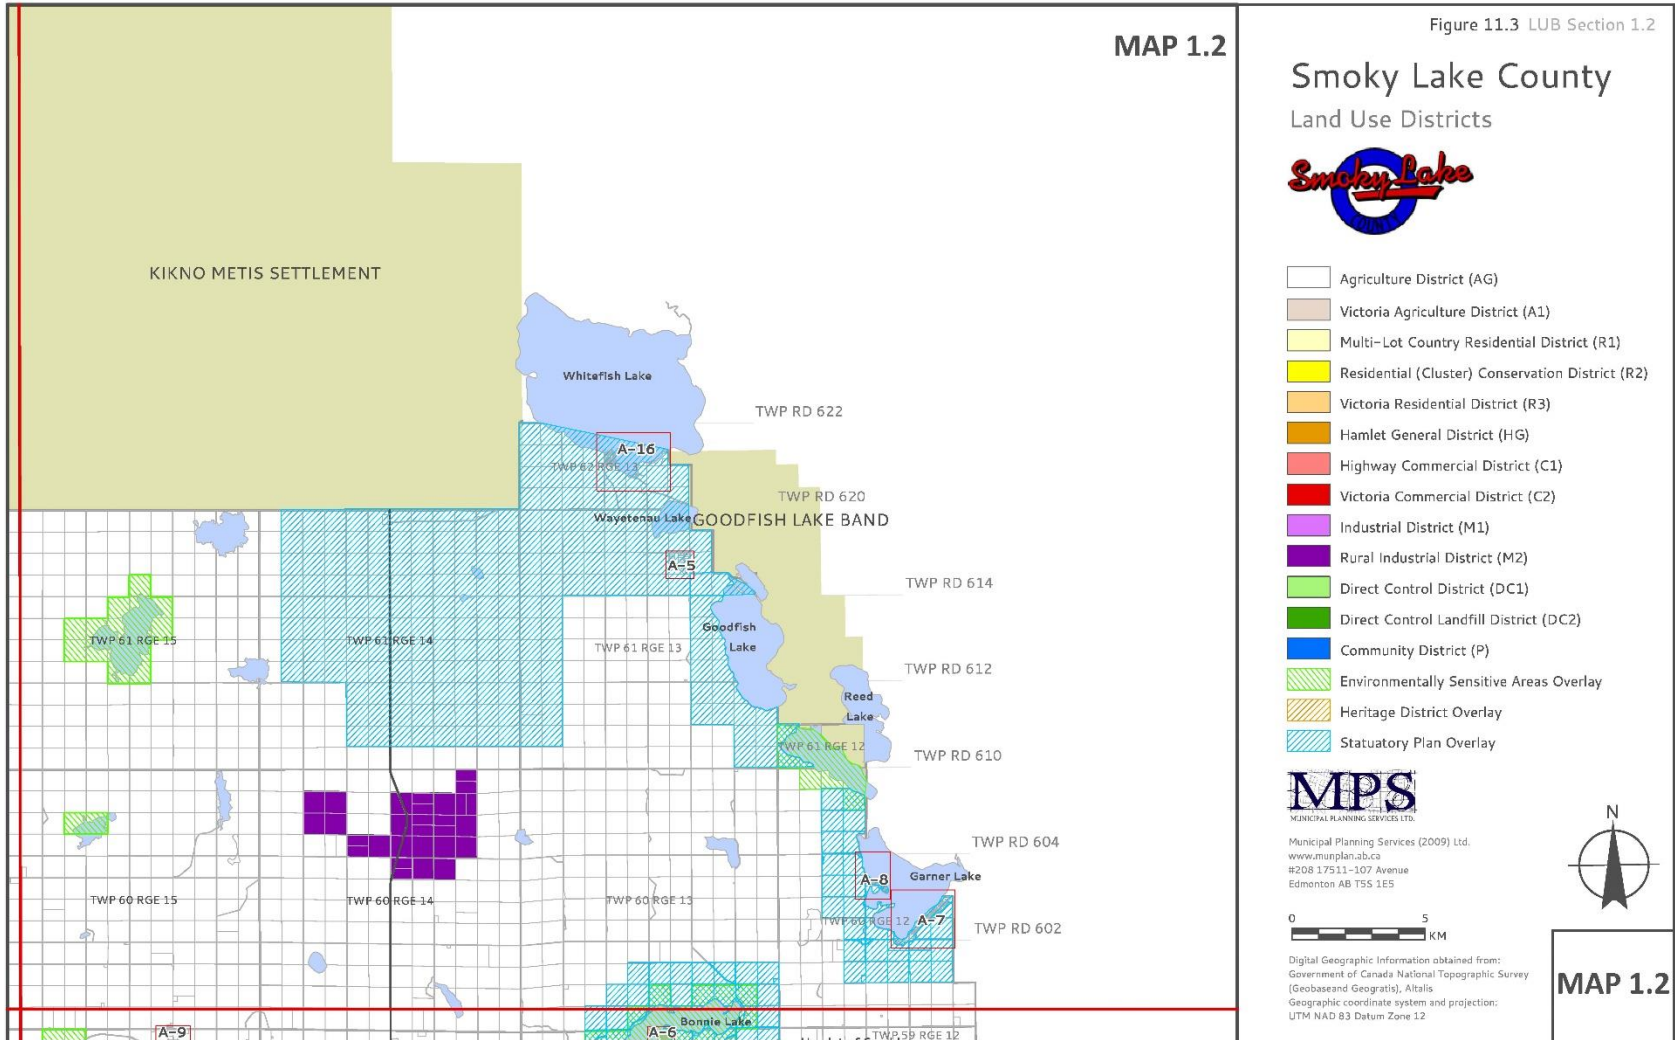 MAP 1.2
KIKNO METIS SETTLEMENT
Whitefish Lake
TWP RD 622
A-16
TWP 62 RGE 13
TWP RD 620
Wayetenau Lake
GOODFISH LAKE BAND
A-5
TWP RD 614
Goodfish
Lake
TWP 61 RGE 15
TWP 61 RGE 14
TWP 61 RGE 13
TWP RD 612
Reed
Lake
TWP 61 RGE 12
TWP RD 610
TWP RD 604
A-8
Garner Lake
TWP 60 RGE 15
TWP 60 RGE 14
TWP 60 RGE 13
TWP 60 RGE 12
A-7
TWP RD 602
Bonnie Lake
A-9
A-6
TWP 59 RGE 12
Figure 11.3 LUB Section 1.2
Smoky Lake County
Land Use Districts
Smoky Lake
COUNTY
Agriculture District (AG)
Victoria Agriculture District (A1)
Multi-Lot Country Residential District (R1)
Residential (Cluster) Conservation District (R2)
Victoria Residential District (R3)
Hamlet General District (HG)
Highway Commercial District (C1)
Victoria Commercial District (C2)
Industrial District (M1)
Rural Industrial District (M2)
Direct Control District (DC1)
Direct Control Landfill District (DC2)
Community District (P)
Environmentally Sensitive Areas Overlay
Heritage District Overlay
Statuatory Plan Overlay
MPS
MUNICIPAL PLANNING SERVICES LTD.
Municipal Planning Services (2009) Ltd.
www.munplan.ab.ca
#208 17511-107 Avenue
Edmonton AB T5S 1E5
N
0 5
KM
Digital Geographic Information obtained from:
Government of Canada National Topographic Survey
(Geobaseand Geogratis), Altalis
Geographic coordinate system and projection:
UTM NAD 83 Datum Zone 12
MAP 1.2